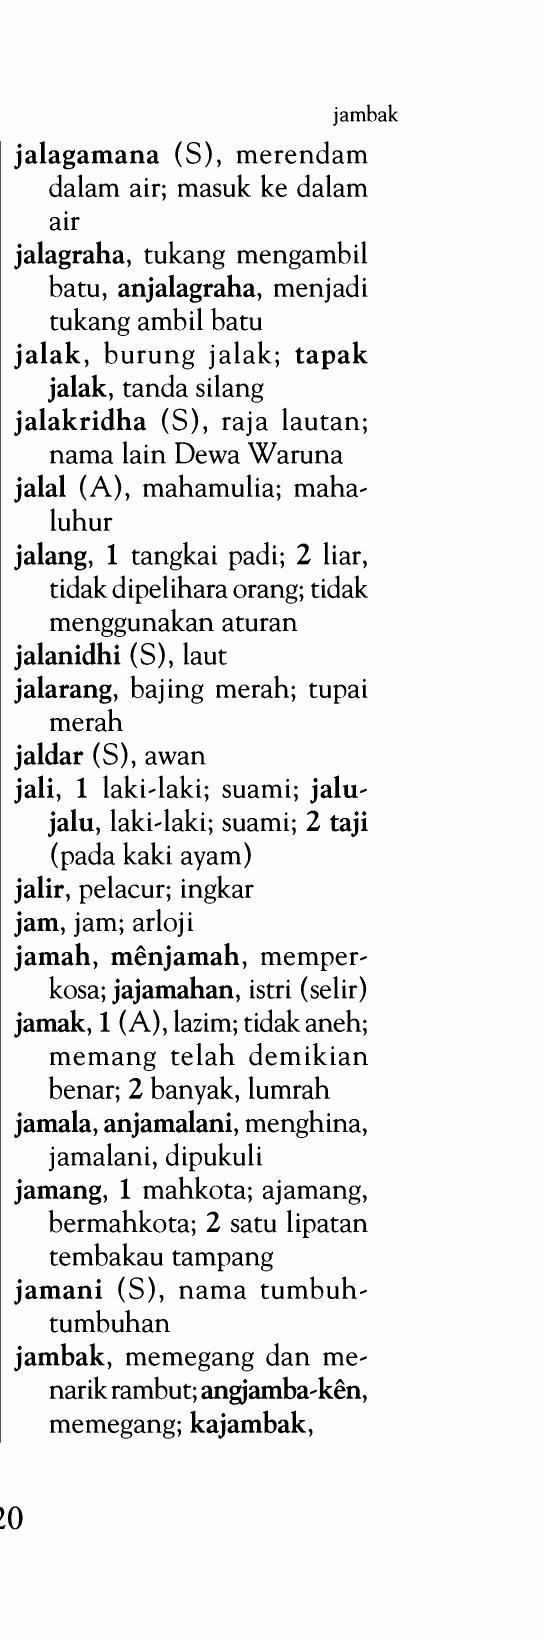 jambak
jalagamana (S), merendam
dalam air; masuk ke dalam
air
jalagraha, tukang mengambil
batu, anjalagraha, menjadi
tukang ambil batu
jalak, burung jalak; tapak
jalak, tanda silang
jalakridha (S), raja lautan;
nama lain Dewa Waruna
jalal (A), mahamulia; maha-
luhur
jalang, 1 tangkai padi; 2 liar,
tidak dipelihara orang; tidak
menggunakan aturan
jalanidhi (S), laut
jalarang, bajing merah; tupai
merah
jaldar (S), awan
jali, 1 laki-laki; suami; jalu-
jalu, laki-laki; suami; 2 taji
(pada kaki ayam)
jalir, pelacur; ingkar
jam, jam; arloji
jamah, mênjamah, memper-
kosa; jajamahan, istri (selir)
jamak, 1 (A), lazim; tidak aneh;
memang telah demikian
benar; 2 banyak, lumrah
jamala, anjamalani, menghina,
jamalani, dipukuli
jamang, 1 mahkota; ajamang,
bermahkota; 2 satu lipatan
tembakau tampang
jamani (S), nama tumbuh-
tumbuhan
jambak, memegang dan me-
narik rambut; angjamba-kên,
memegang; kajambak,
20